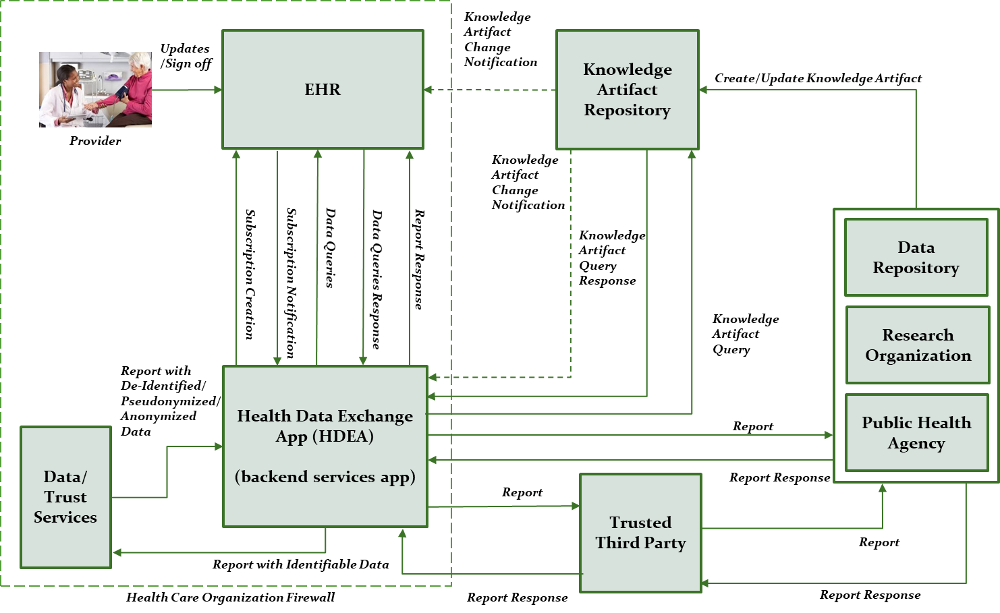 Knowledge
Artifact
Change
Notification
Updates
/Sign off
EHR
Knowledge
Artifact
Repository
Create/Update Knowledge Artifact
Provider
Knowledge
Artifact
Change
Notification
Subscription Creation
Subscription Notification
Data Queries
Data Queries Response
Report Response
Knowledge
Artifact
Query
Response
Data
Repository
Knowledge
Artifact
Query
Research
Organization
Report with
De-Identified/
Pseudonymized/
Anonymized
Data
Health Data Exchange
App (HDEA)
(backend services app)
Report
Public Health
Agency
Report Response
Data/
Trust
Services
Report
Trusted
Third Party
Report
Report with Identifiable Data
Health Care Organization Firewall
Report Response
Report Response